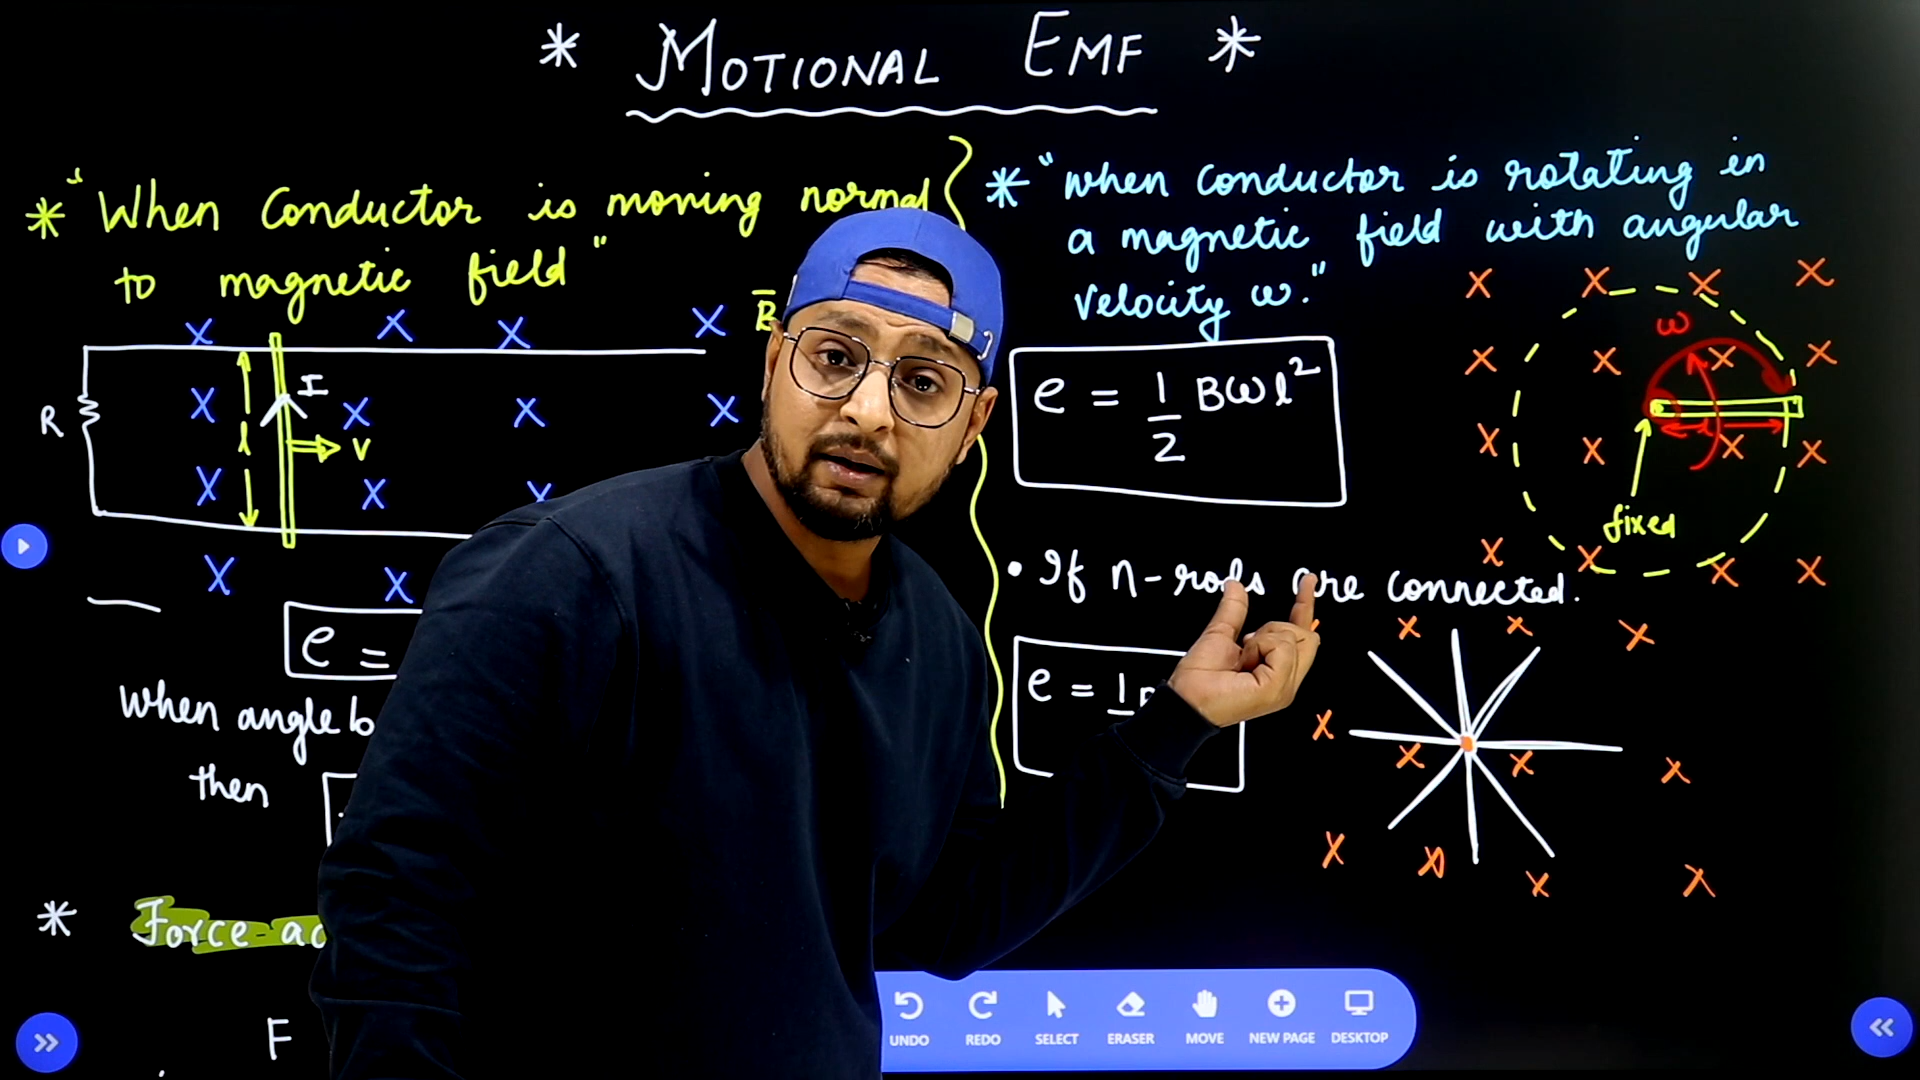 * MOTIONAL EMF *
* "When Conductor is moving normal
to magnetic field"
X X X X B
R l I V
X X X X
X X X
X X
e =
When angle b
then
* Force ac
F
* "when conductor is rotating in
a magnetic field with angular
velocity ω."
e = 1/2 Bωl²
X X X X
ω
X X X X
l
X X X X
fixed
X X X X
• If n-rods are connected.
e = 1
X X X
X X X X
X X X X
UNDO REDO SELECT ERASER MOVE NEW PAGE DESKTOP